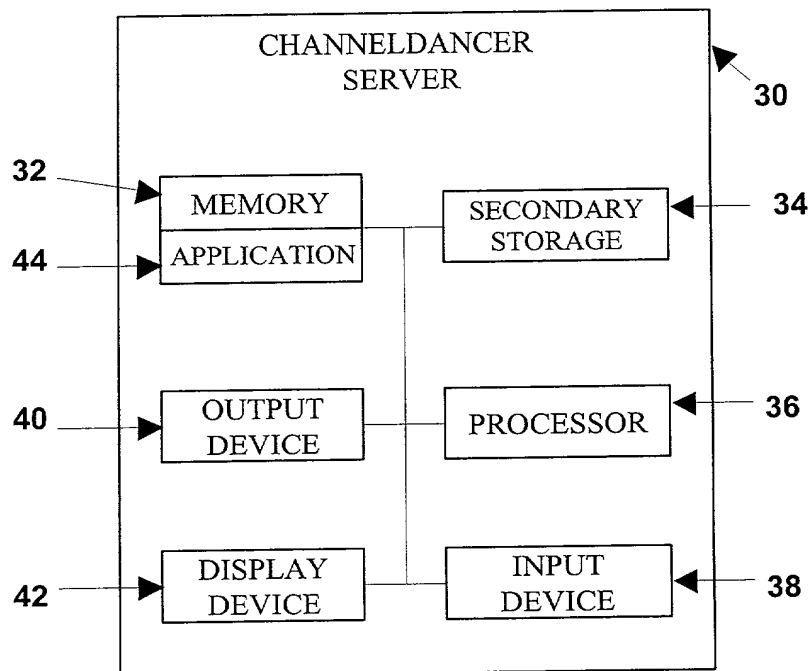 CHANNELDANCER
SERVER
30
32
MEMORY
SECONDARY
STORAGE
34
44
APPLICATION
40
OUTPUT
DEVICE
PROCESSOR
36
42
DISPLAY
DEVICE
INPUT
DEVICE
38